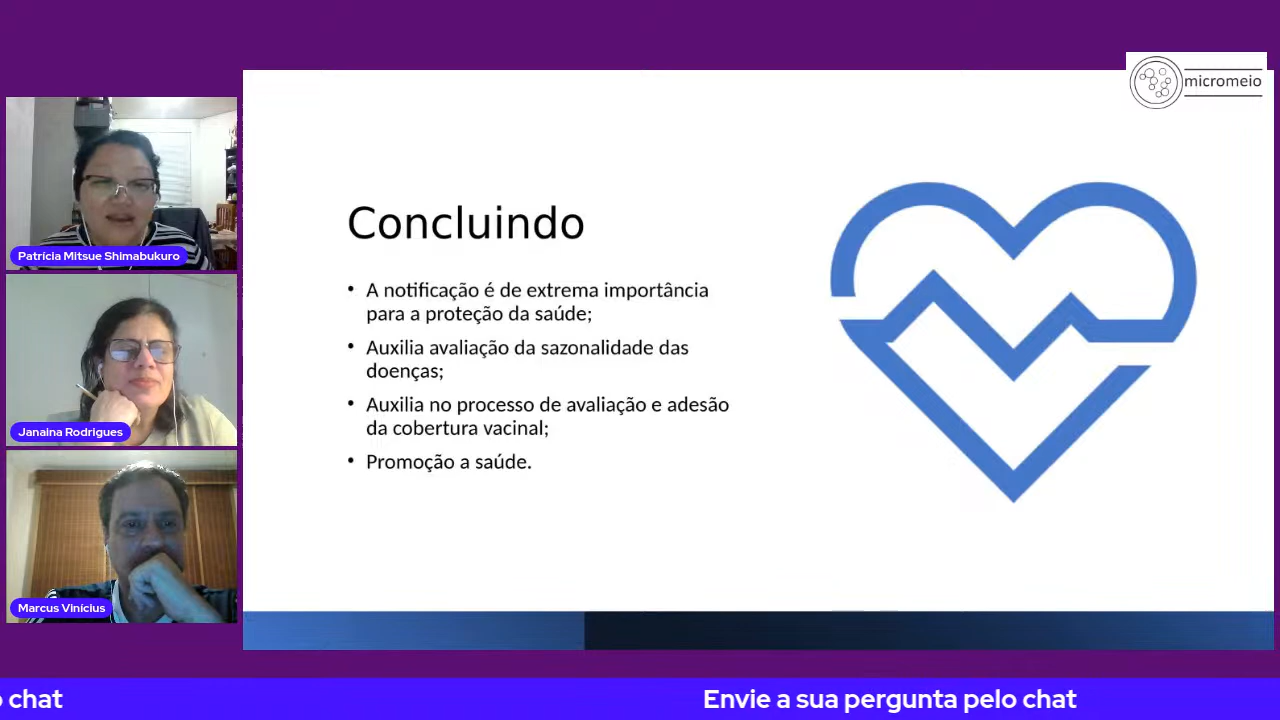 micromeio
Patrícia Mitsue Shimabukuro
Janaina Rodrigues
Marcus Vinícius
Concluindo
• A notificação é de extrema importância
para a proteção da saúde;
• Auxilia avaliação da sazonalidade das
doenças;
• Auxilia no processo de avaliação e adesão
da cobertura vacinal;
• Promoção a saúde.
o chat
Envie a sua pergunta pelo chat